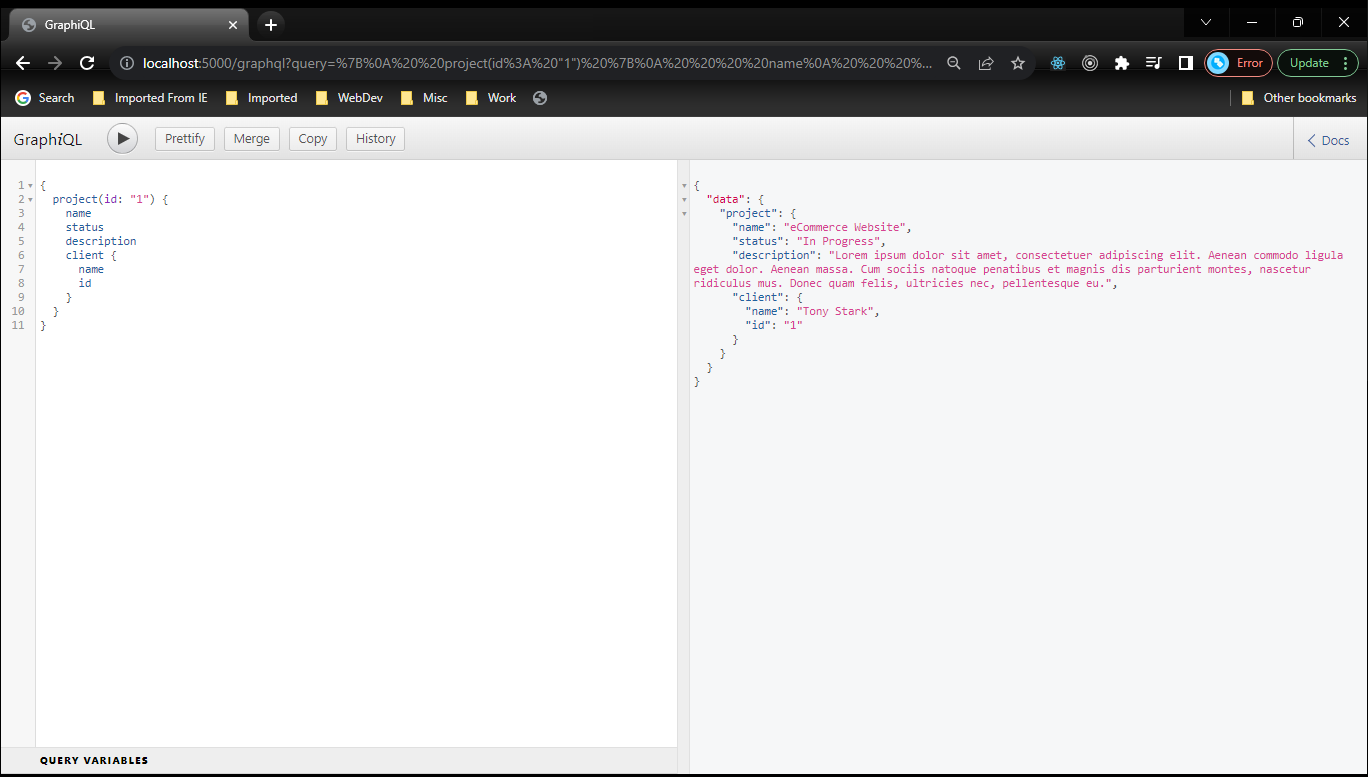 GraphiQL
localhost:5000/graphql?query=%7B%0A%20%20project(id%3A%20"1")%20%7B%0A%20%20%20%20name%0A%20%20%20%...
Error
Update
Search
Imported From IE
Imported
WebDev
Misc
Work
Other bookmarks
GraphiQL
Prettify
Merge
Copy
History
Docs
1 {
2   project(id: "1") {
3     name
4     status
5     description
6     client {
7       name
8       id
9     }
10   }
11 }
QUERY VARIABLES
{
  "data": {
    "project": {
      "name": "eCommerce Website",
      "status": "In Progress",
      "description": "Lorem ipsum dolor sit amet, consectetuer adipiscing elit. Aenean commodo ligula
eget dolor. Aenean massa. Cum sociis natoque penatibus et magnis dis parturient montes, nascetur
ridiculus mus. Donec quam felis, ultricies nec, pellentesque eu.",
      "client": {
        "name": "Tony Stark",
        "id": "1"
      }
    }
  }
}